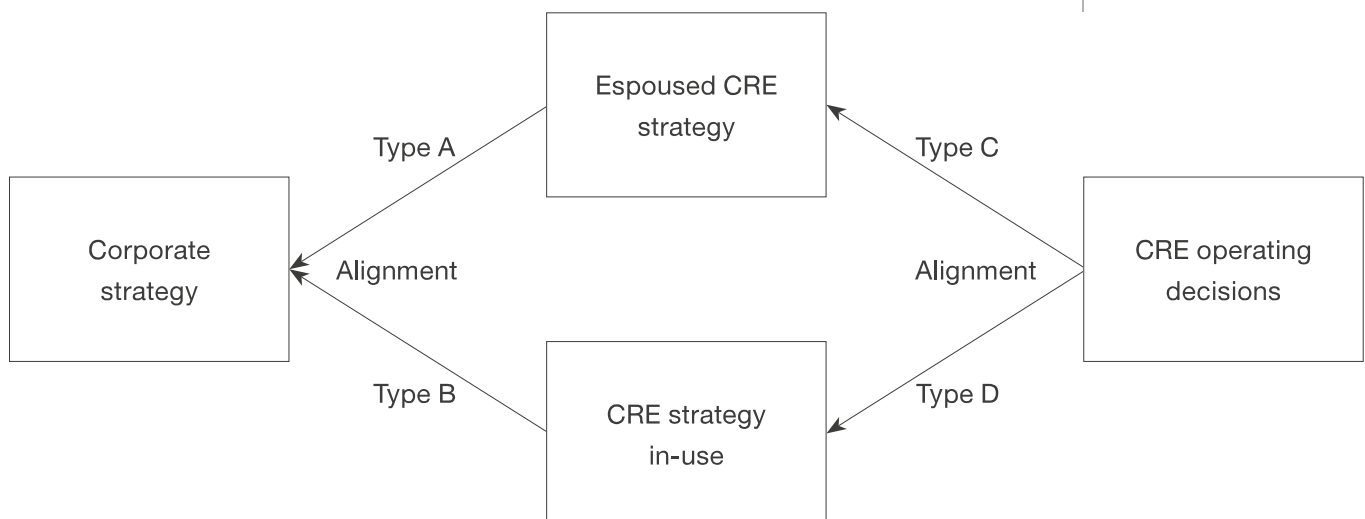 Espoused CRE
strategy
Type A
Type C
Corporate
strategy
Alignment
Alignment
CRE operating
decisions
Type B
Type D
CRE strategy
in-use